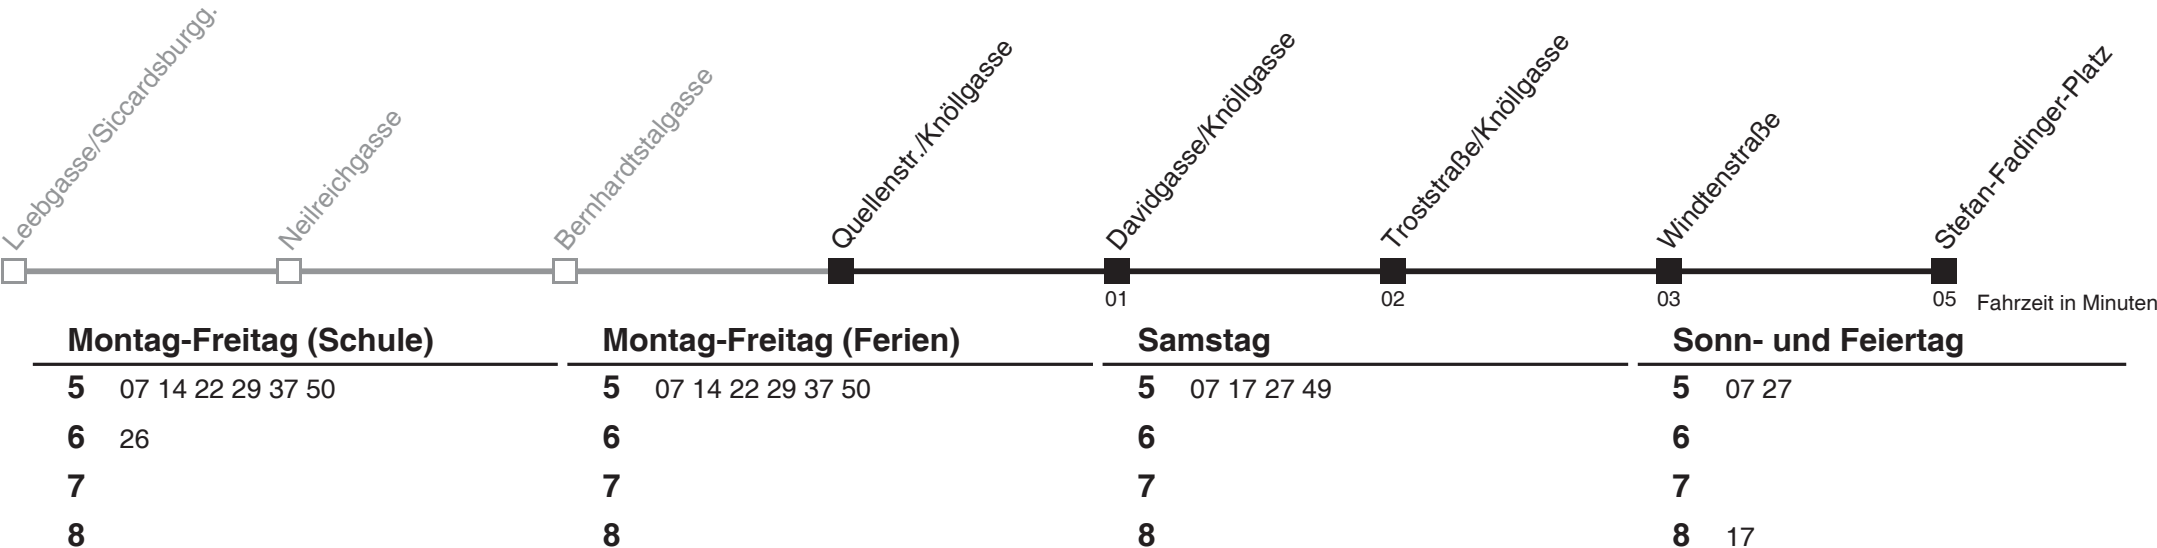 Leebgasse/Siccardsburgg.
Neilreichgasse
Bernhardtstalgasse
Quellenstr./Knöllgasse
Davidgasse/Knöllgasse
Troststraße/Knöllgasse
Windtenstraße
Stefan-Fadinger-Platz
01 02 03 05 Fahrzeit in Minuten
Montag-Freitag (Schule) Montag-Freitag (Ferien) Samstag Sonn- und Feiertag
5 07 14 22 29 37 50 5 07 14 22 29 37 50 5 07 17 27 49 5 07 27
6 26 6 6 6
7 7 7 7
8 8 8 8 17